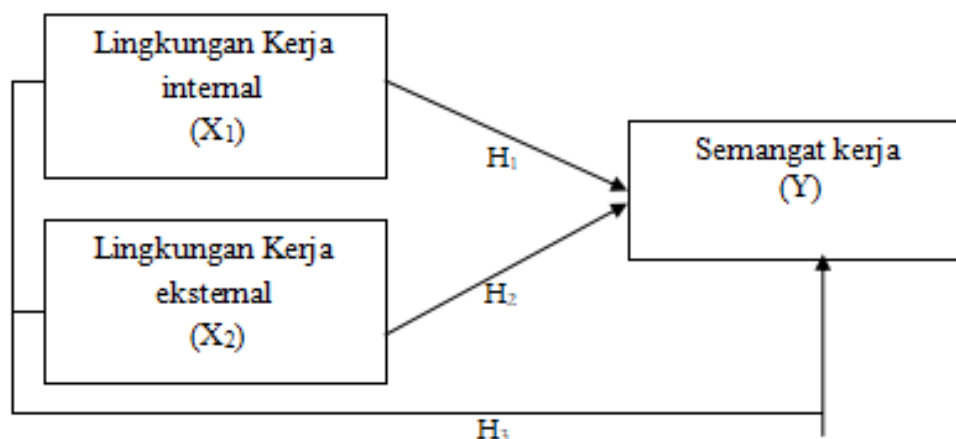 Lingkungan Kerja
internal
(X1)
H1
Semangat kerja
(Y)
Lingkungan Kerja
eksternal
(X2)
H2
H3